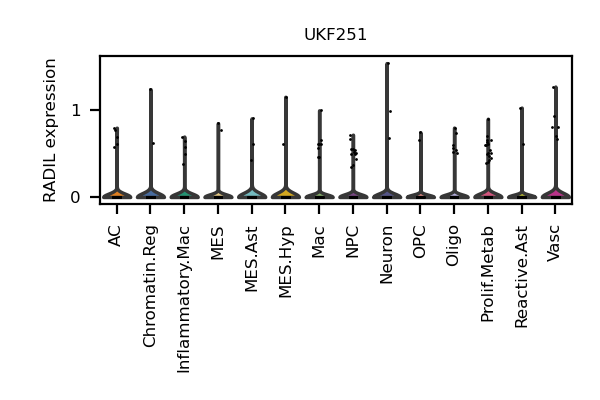 UKF251
RADIL expression
1
0
AC
Chromatin.Reg
Inflammatory.Mac
MES
MES.Ast
MES.Hyp
Mac
NPC
Neuron
OPC
Oligo
Prolif.Metab
Reactive.Ast
Vasc